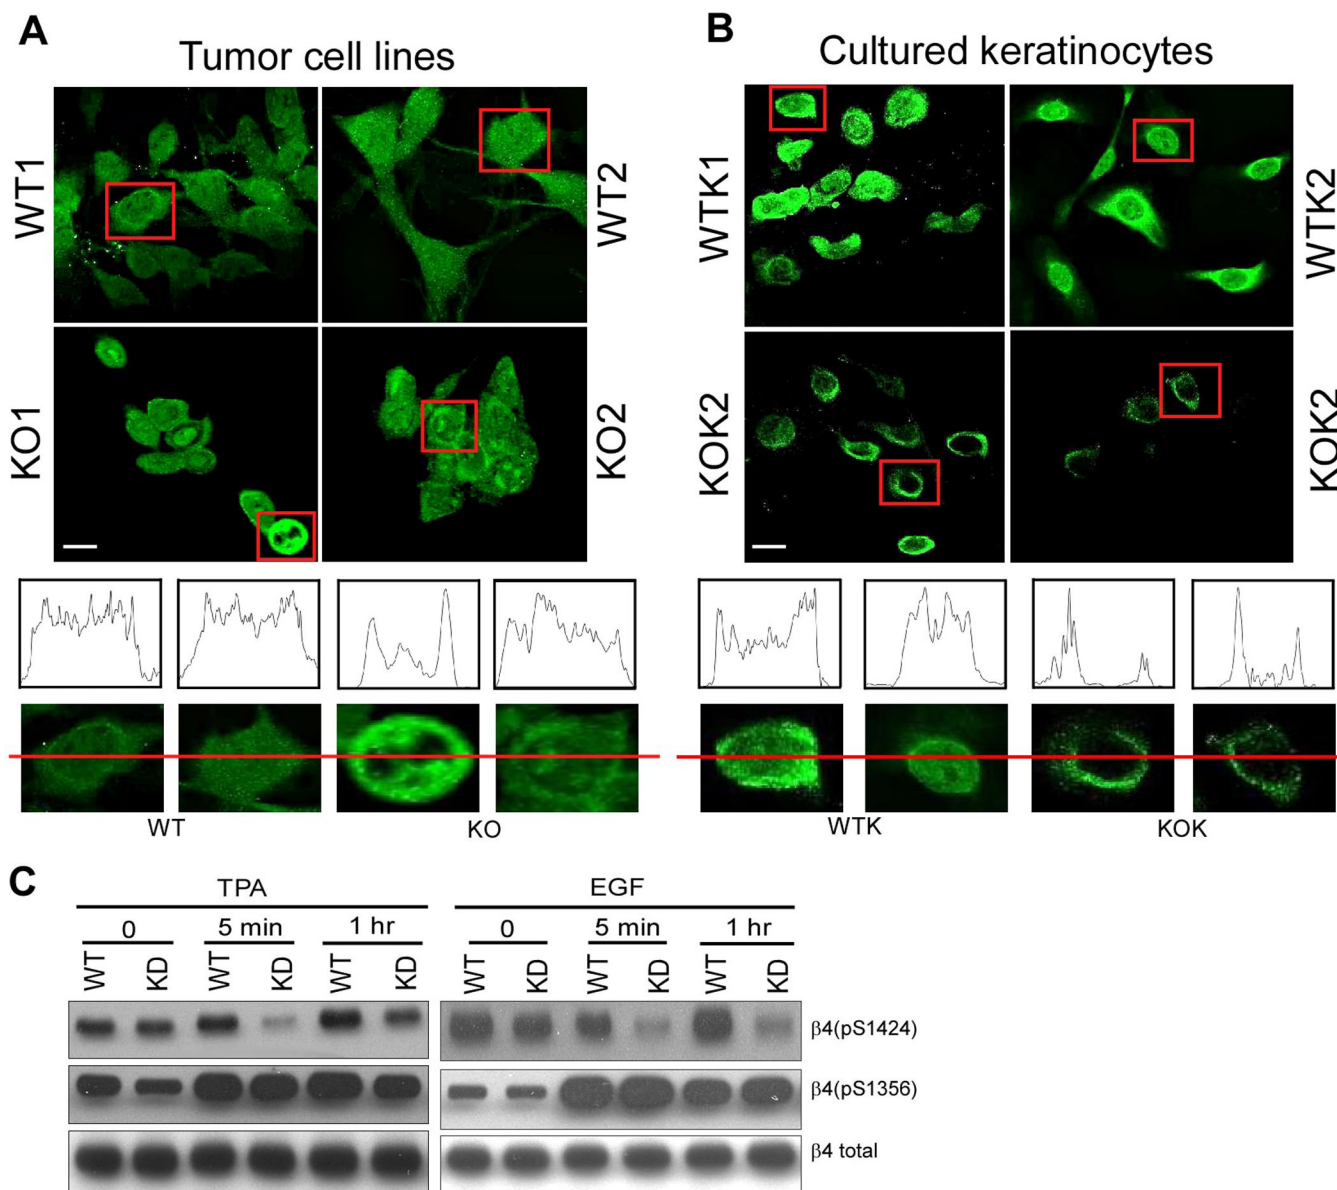 A
Tumor cell lines
WT1
WT2
KO1
KO2
WT
KO
B
Cultured keratinocytes
WTK1
WTK2
KOK2
KOK2
WTK
KOK
C
TPA
EGF
0 5 min 1 hr
0 5 min 1 hr
WT KD WT KD WT KD
WT KD WT KD WT KD
β4(pS1424)
β4(pS1356)
β4 total